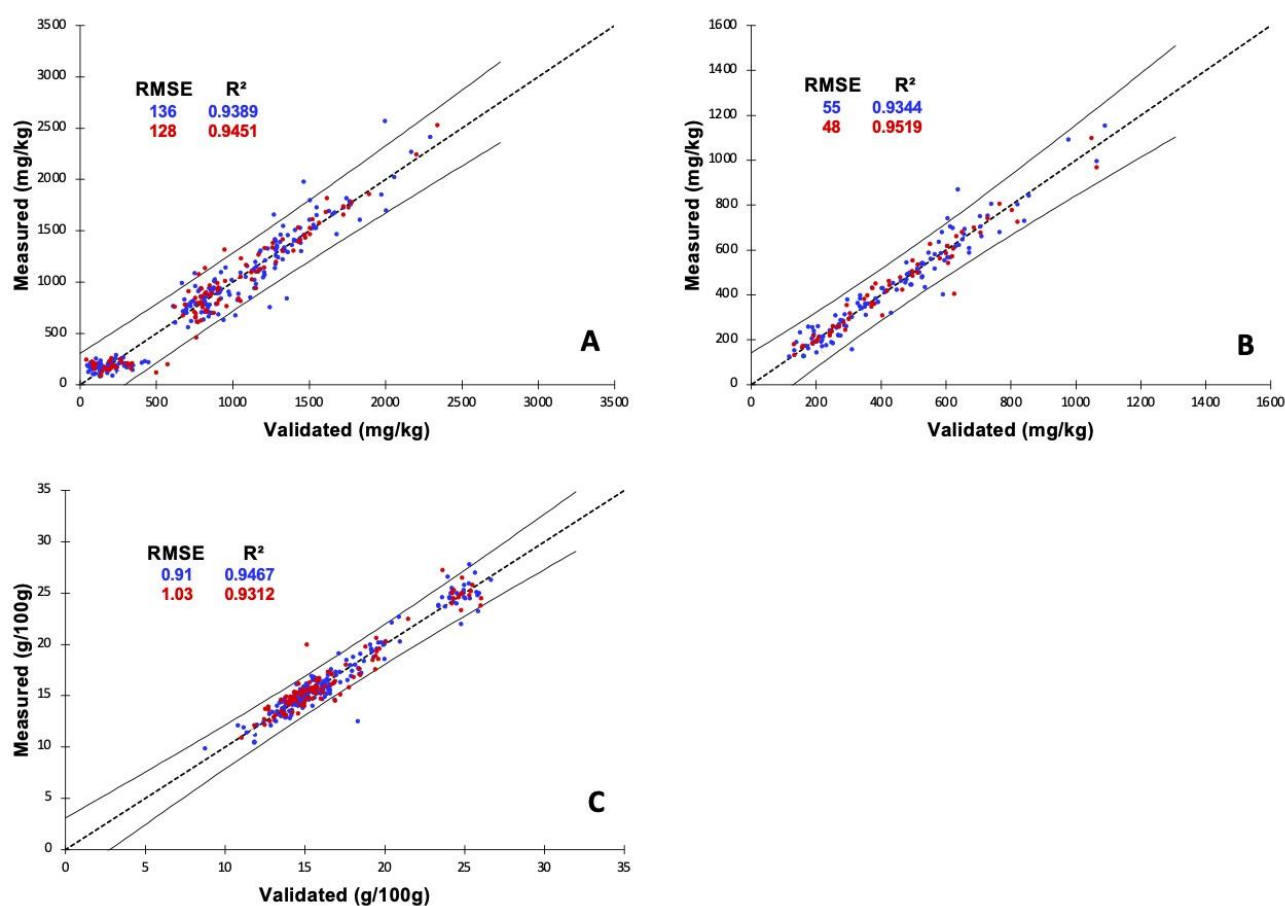 3500
3000
2500
2000
1500
1000
500
0
Measured (mg/kg)
RMSE R²
136 0.9389
128 0.9451
A
0 500 1000 1500 2000 2500 3000 3500
Validated (mg/kg)
1600
1400
1200
1000
800
600
400
200
0
Measured (mg/kg)
RMSE R²
55 0.9344
48 0.9519
B
0 200 400 600 800 1000 1200 1400 1600
Validated (mg/kg)
35
30
25
20
15
10
5
0
Measured (g/100g)
RMSE R²
0.91 0.9467
1.03 0.9312
C
0 5 10 15 20 25 30 35
Validated (g/100g)